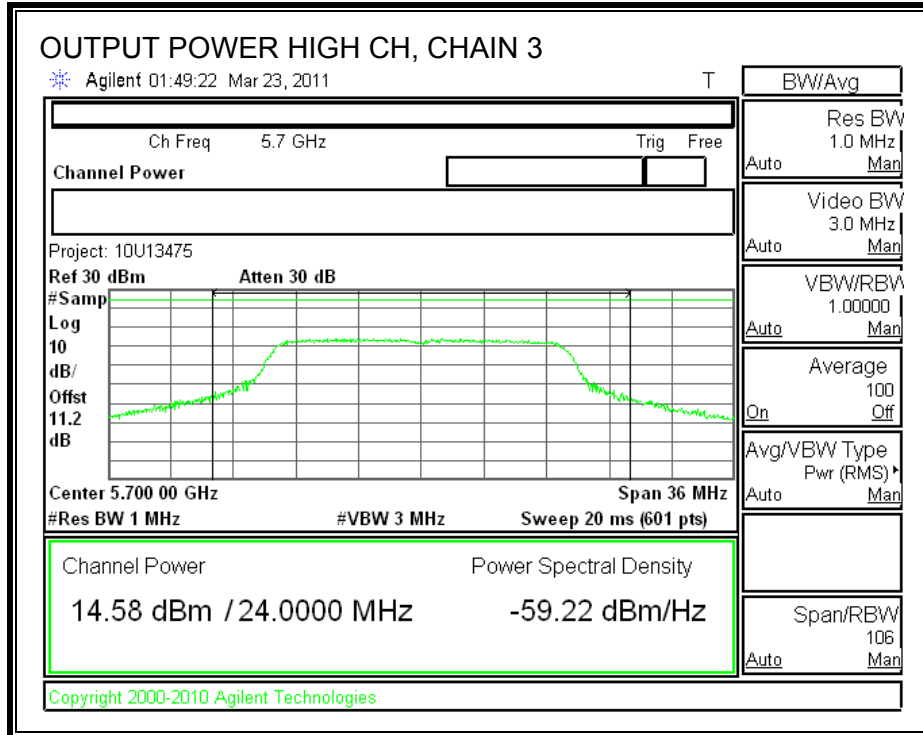 OUTPUT POWER HIGH CH, CHAIN 3
Agilent 01:49:22 Mar 23, 2011 T
Ch Freq 5.7 GHz Trig Free
Channel Power
Project: 10U13475
Ref 30 dBm Atten 30 dB
#Samp
Log
10
dB/
Offst
11.2
dB
Center 5.700 00 GHz Span 36 MHz
#Res BW 1 MHz #VBW 3 MHz Sweep 20 ms (601 pts)
Channel Power Power Spectral Density
14.58 dBm / 24.0000 MHz -59.22 dBm/Hz
Copyright 2000-2010 Agilent Technologies
BW/Avg
Res BW
1.0 MHz
Auto Man
Video BW
3.0 MHz
Auto Man
VBW/RBW
1.00000
Auto Man
Average
100
On Off
Avg/VBW Type
Pwr (RMS)
Auto Man
Span/RBW
106
Auto Man